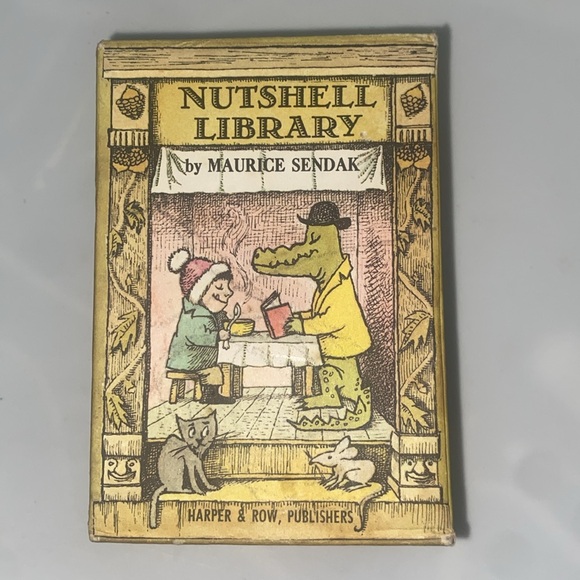 NUTSHELL
LIBRARY
by MAURICE SENDAK
HARPER & ROW, PUBLISHERS